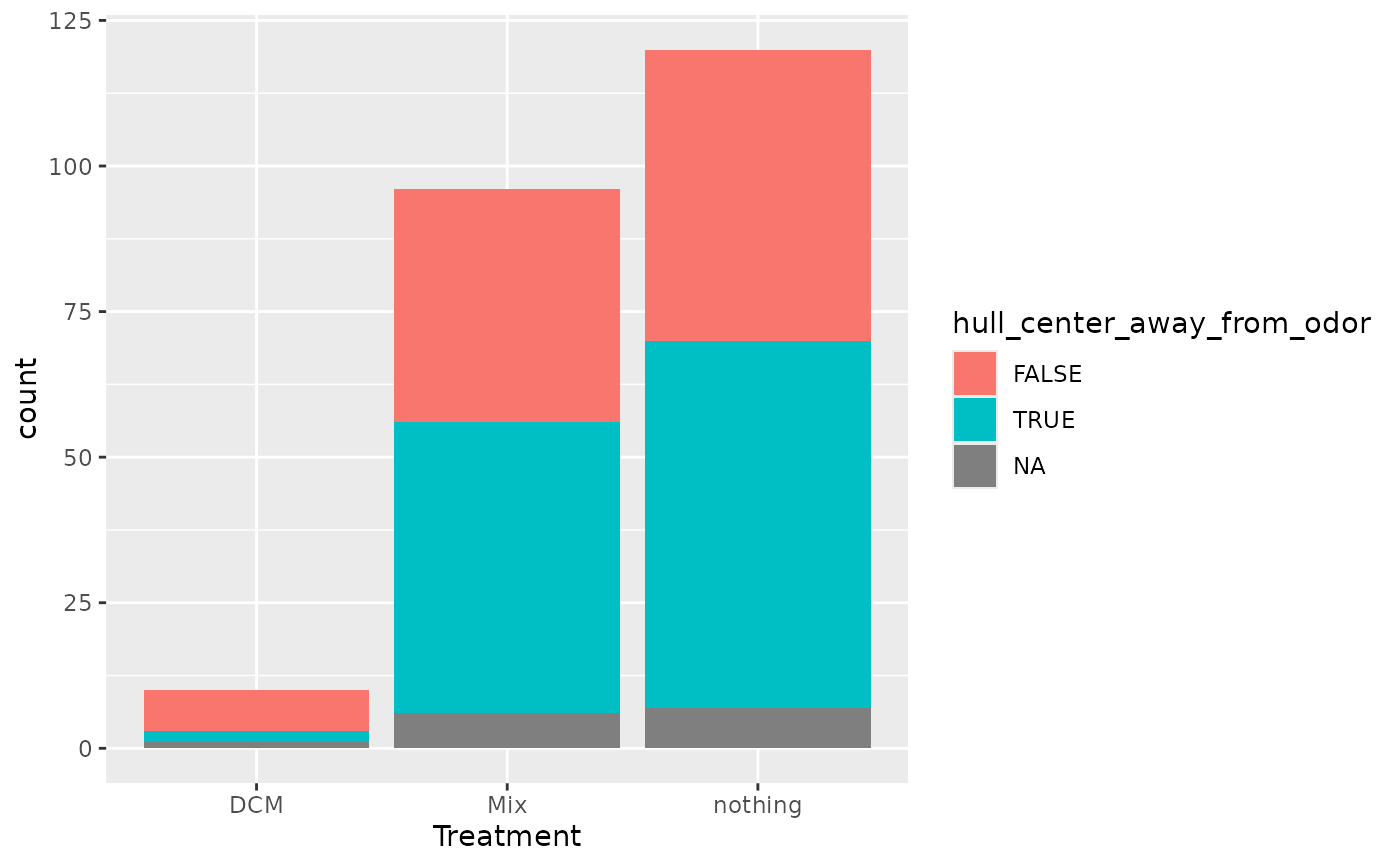 125
100
75
50
25
0
count
DCM
Mix
nothing
Treatment
hull_center_away_from_odor
FALSE
TRUE
NA